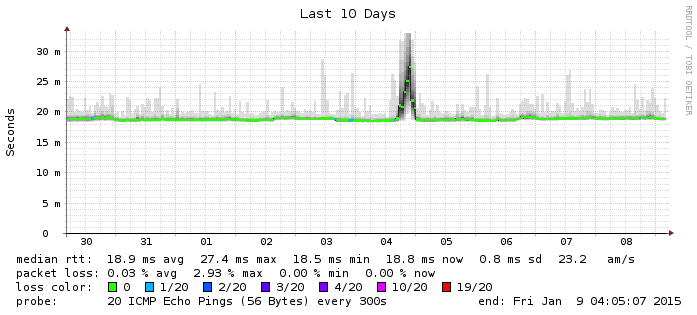 Last 10 Days
RRDTOOL / TOBI OETIKER
Seconds
30 m
25 m
20 m
15 m
10 m
5 m
0
30 31 01 02 03 04 05 06 07 08
median rtt: 18.9 ms avg 27.4 ms max 18.5 ms min 18.8 ms now 0.8 ms sd 23.2 am/s
packet loss: 0.03 % avg 2.93 % max 0.00 % min 0.00 % now
loss color: 0 1/20 2/20 3/20 4/20 10/20 19/20
probe: 20 ICMP Echo Pings (56 Bytes) every 300s end: Fri Jan 9 04:05:07 2015